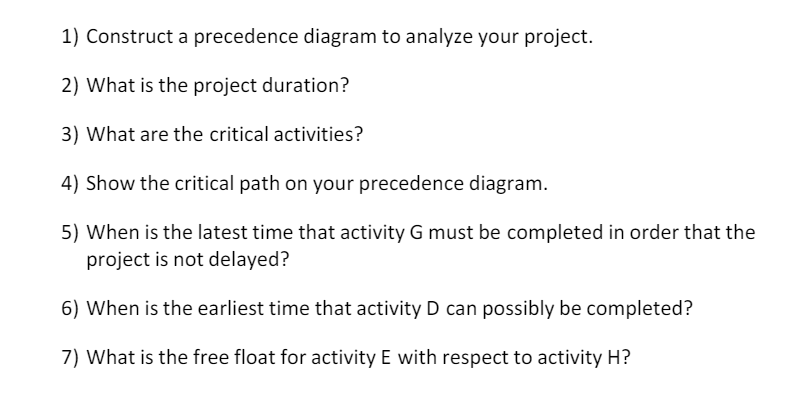 1) Construct a precedence diagram to analyze your project.
2) What is the project duration?
3) What are the critical activities?
4) Show the critical path on your precedence diagram.
5) When is the latest time that activity G must be completed in order that the
project is not delayed?
6) When is the earliest time that activity D can possibly be completed?
7) What is the free float for activity E with respect to activity H?